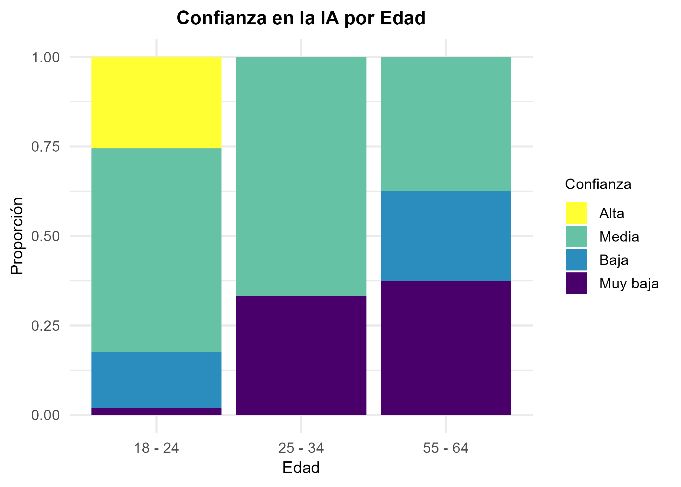 Confianza en la IA por Edad
1.00
0.75
0.50
0.25
0.00
Proporción
18 - 24
25 - 34
55 - 64
Edad
Confianza
Alta
Media
Baja
Muy baja